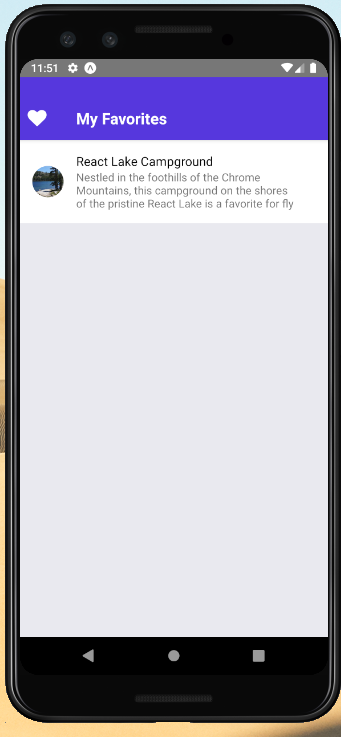 11:51
My Favorites
React Lake Campground
Nestled in the foothills of the Chrome
Mountains, this campground on the shores
of the pristine React Lake is a favorite for fly